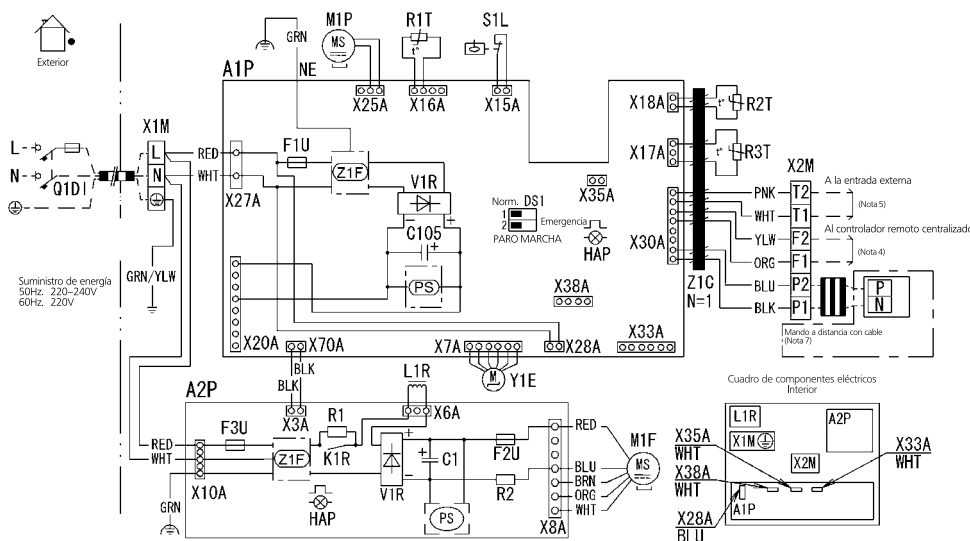 Exterior
L
N
Q1DI
Suministro de energía
50Hz. 220–240V
60Hz. 220V
X1M
L
N
RED
WHT
X27A
GRN/YLW
A1P
GRN
NE
M1P
MS
X25A
R1T
t°
X16A
S1L
X15A
F1U
Z1F
V1R
C105
PS
X20A
X70A
X35A
Norm. DS1
1
2
Emergencia
PARO MARCHA
HAP
X38A
X7A
M
Y1E
X28A
X33A
X18A
t°
R2T
X17A
t°
R3T
X30A
Z1C
N=1
X2M
PNK
T2
A la entrada externa
WHT
T1
(Nota 5)
YLW
F2
Al controlador remoto centralizado
ORG
F1
(Nota 4)
BLU
P2
BLK
P1
P
N
Mando a distancia con cable
(Nota 7)
BLK
BLK
A2P
X3A
L1R
X6A
RED
WHT
GRN
X10A
F3U
Z1F
R1
K1R
HAP
V1R
C1
PS
F2U
R2
X8A
RED
BLU
BRN
ORG
WHT
M1F
MS
Cuadro de componentes eléctricos
Interior
L1R
A2P
X1M
X2M
X35A
WHT
X38A
WHT
X28A
BLU
X33A
WHT
A1P